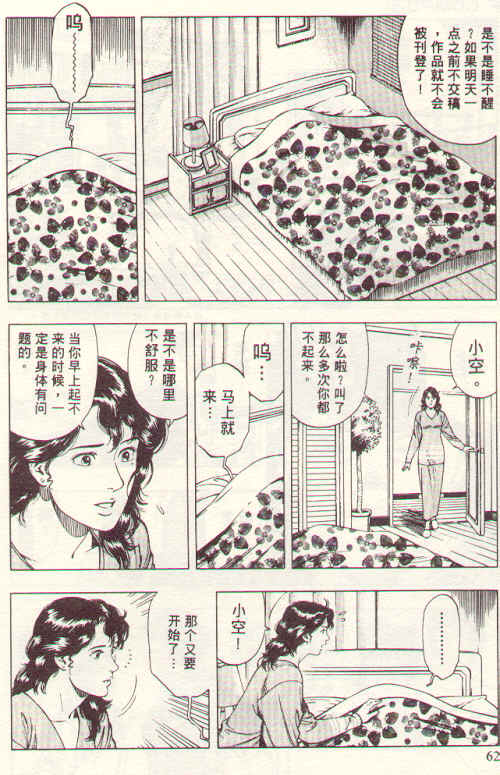 是不是睡不醒
?如果明天一
点之前不交稿
,作品就不会
被刊登了!
呜…………
小空。
咔嚓!
怎么啦?叫了
那么多次你都
不起来。
呜…
马上就
来…
是不是哪里
不舒服?
当你早上起不
来的时候,一
定是身体有问
题的。
…………
小空!
那个又要
开始了…
62